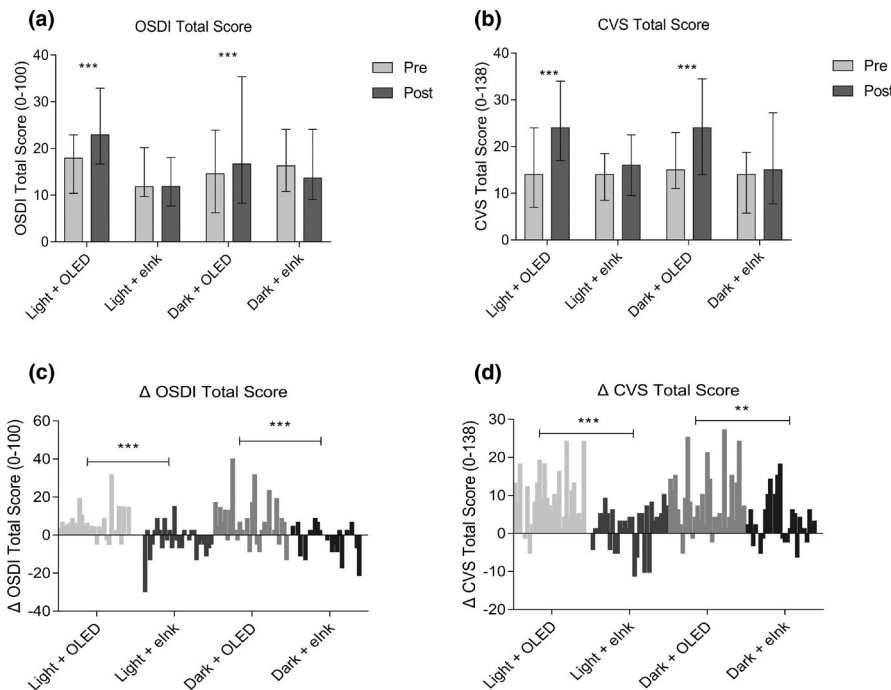 (a)
OSDI Total Score
OSDI Total Score (0-100)
40
30
20
10
0
***
***
Pre
Post
Light + OLED
Light + eInk
Dark + OLED
Dark + eInk
(b)
CVS Total Score
CVS Total Score (0-138)
40
30
20
10
0
***
***
Pre
Post
Light + OLED
Light + eInk
Dark + OLED
Dark + eInk
(c)
Δ OSDI Total Score
Δ OSDI Total Score (0-100)
60
40
20
0
-20
-40
***
***
Light + OLED
Light + eInk
Dark + OLED
Dark + eInk
(d)
Δ CVS Total Score
Δ CVS Total Score (0-138)
30
20
10
0
-10
-20
***
**
Light + OLED
Light + eInk
Dark + OLED
Dark + eInk